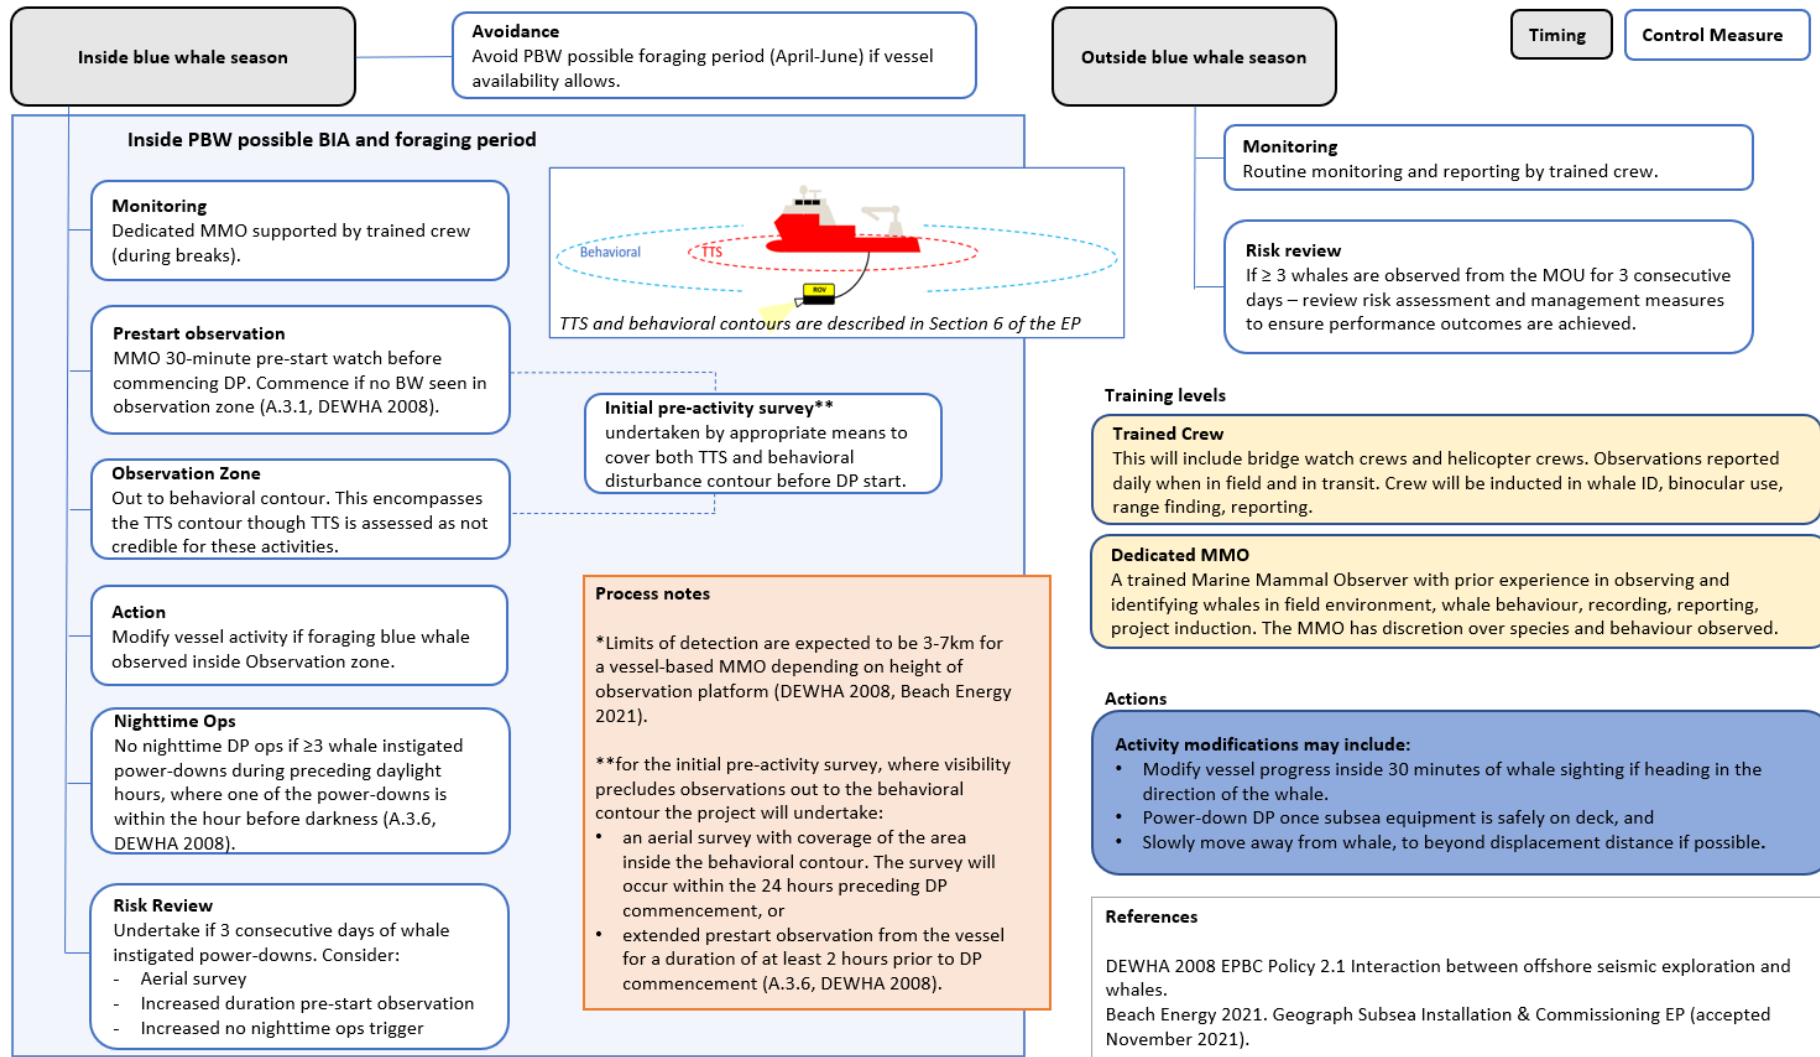 Inside blue whale season
Avoidance
Avoid PBW possible foraging period (April-June) if vessel
availability allows.
Outside blue whale season
Timing
Control Measure
Inside PBW possible BIA and foraging period
Monitoring
Dedicated MMO supported by trained crew
(during breaks).
Prestart observation
MMO 30-minute pre-start watch before
commencing DP. Commence if no BW seen in
observation zone (A.3.1, DEWHA 2008).
Observation Zone
Out to behavioral contour. This encompasses
the TTS contour though TTS is assessed as not
credible for these activities.
Action
Modify vessel activity if foraging blue whale
observed inside Observation zone.
Nighttime Ops
No nighttime DP ops if ≥3 whale instigated
power-downs during preceding daylight
hours, where one of the power-downs is
within the hour before darkness (A.3.6,
DEWHA 2008).
Risk Review
Undertake if 3 consecutive days of whale
instigated power-downs. Consider:
- Aerial survey
- Increased duration pre-start observation
- Increased no nighttime ops trigger
Behavioral
TTS
ROV
TTS and behavioral contours are described in Section 6 of the EP
Initial pre-activity survey**
undertaken by appropriate means to
cover both TTS and behavioral
disturbance contour before DP start.
Process notes
*Limits of detection are expected to be 3-7km for
a vessel-based MMO depending on height of
observation platform (DEWHA 2008, Beach Energy
2021).
**for the initial pre-activity survey, where visibility
precludes observations out to the behavioral
contour the project will undertake:
• an aerial survey with coverage of the area
inside the behavioral contour. The survey will
occur within the 24 hours preceding DP
commencement, or
• extended prestart observation from the vessel
for a duration of at least 2 hours prior to DP
commencement (A.3.6, DEWHA 2008).
Monitoring
Routine monitoring and reporting by trained crew.
Risk review
If ≥ 3 whales are observed from the MOU for 3 consecutive
days – review risk assessment and management measures
to ensure performance outcomes are achieved.
Training levels
Trained Crew
This will include bridge watch crews and helicopter crews. Observations reported
daily when in field and in transit. Crew will be inducted in whale ID, binocular use,
range finding, reporting.
Dedicated MMO
A trained Marine Mammal Observer with prior experience in observing and
identifying whales in field environment, whale behaviour, recording, reporting,
project induction. The MMO has discretion over species and behaviour observed.
Actions
Activity modifications may include:
• Modify vessel progress inside 30 minutes of whale sighting if heading in the
direction of the whale.
• Power-down DP once subsea equipment is safely on deck, and
• Slowly move away from whale, to beyond displacement distance if possible.
References
DEWHA 2008 EPBC Policy 2.1 Interaction between offshore seismic exploration and
whales.
Beach Energy 2021. Geograph Subsea Installation & Commissioning EP (accepted
November 2021).